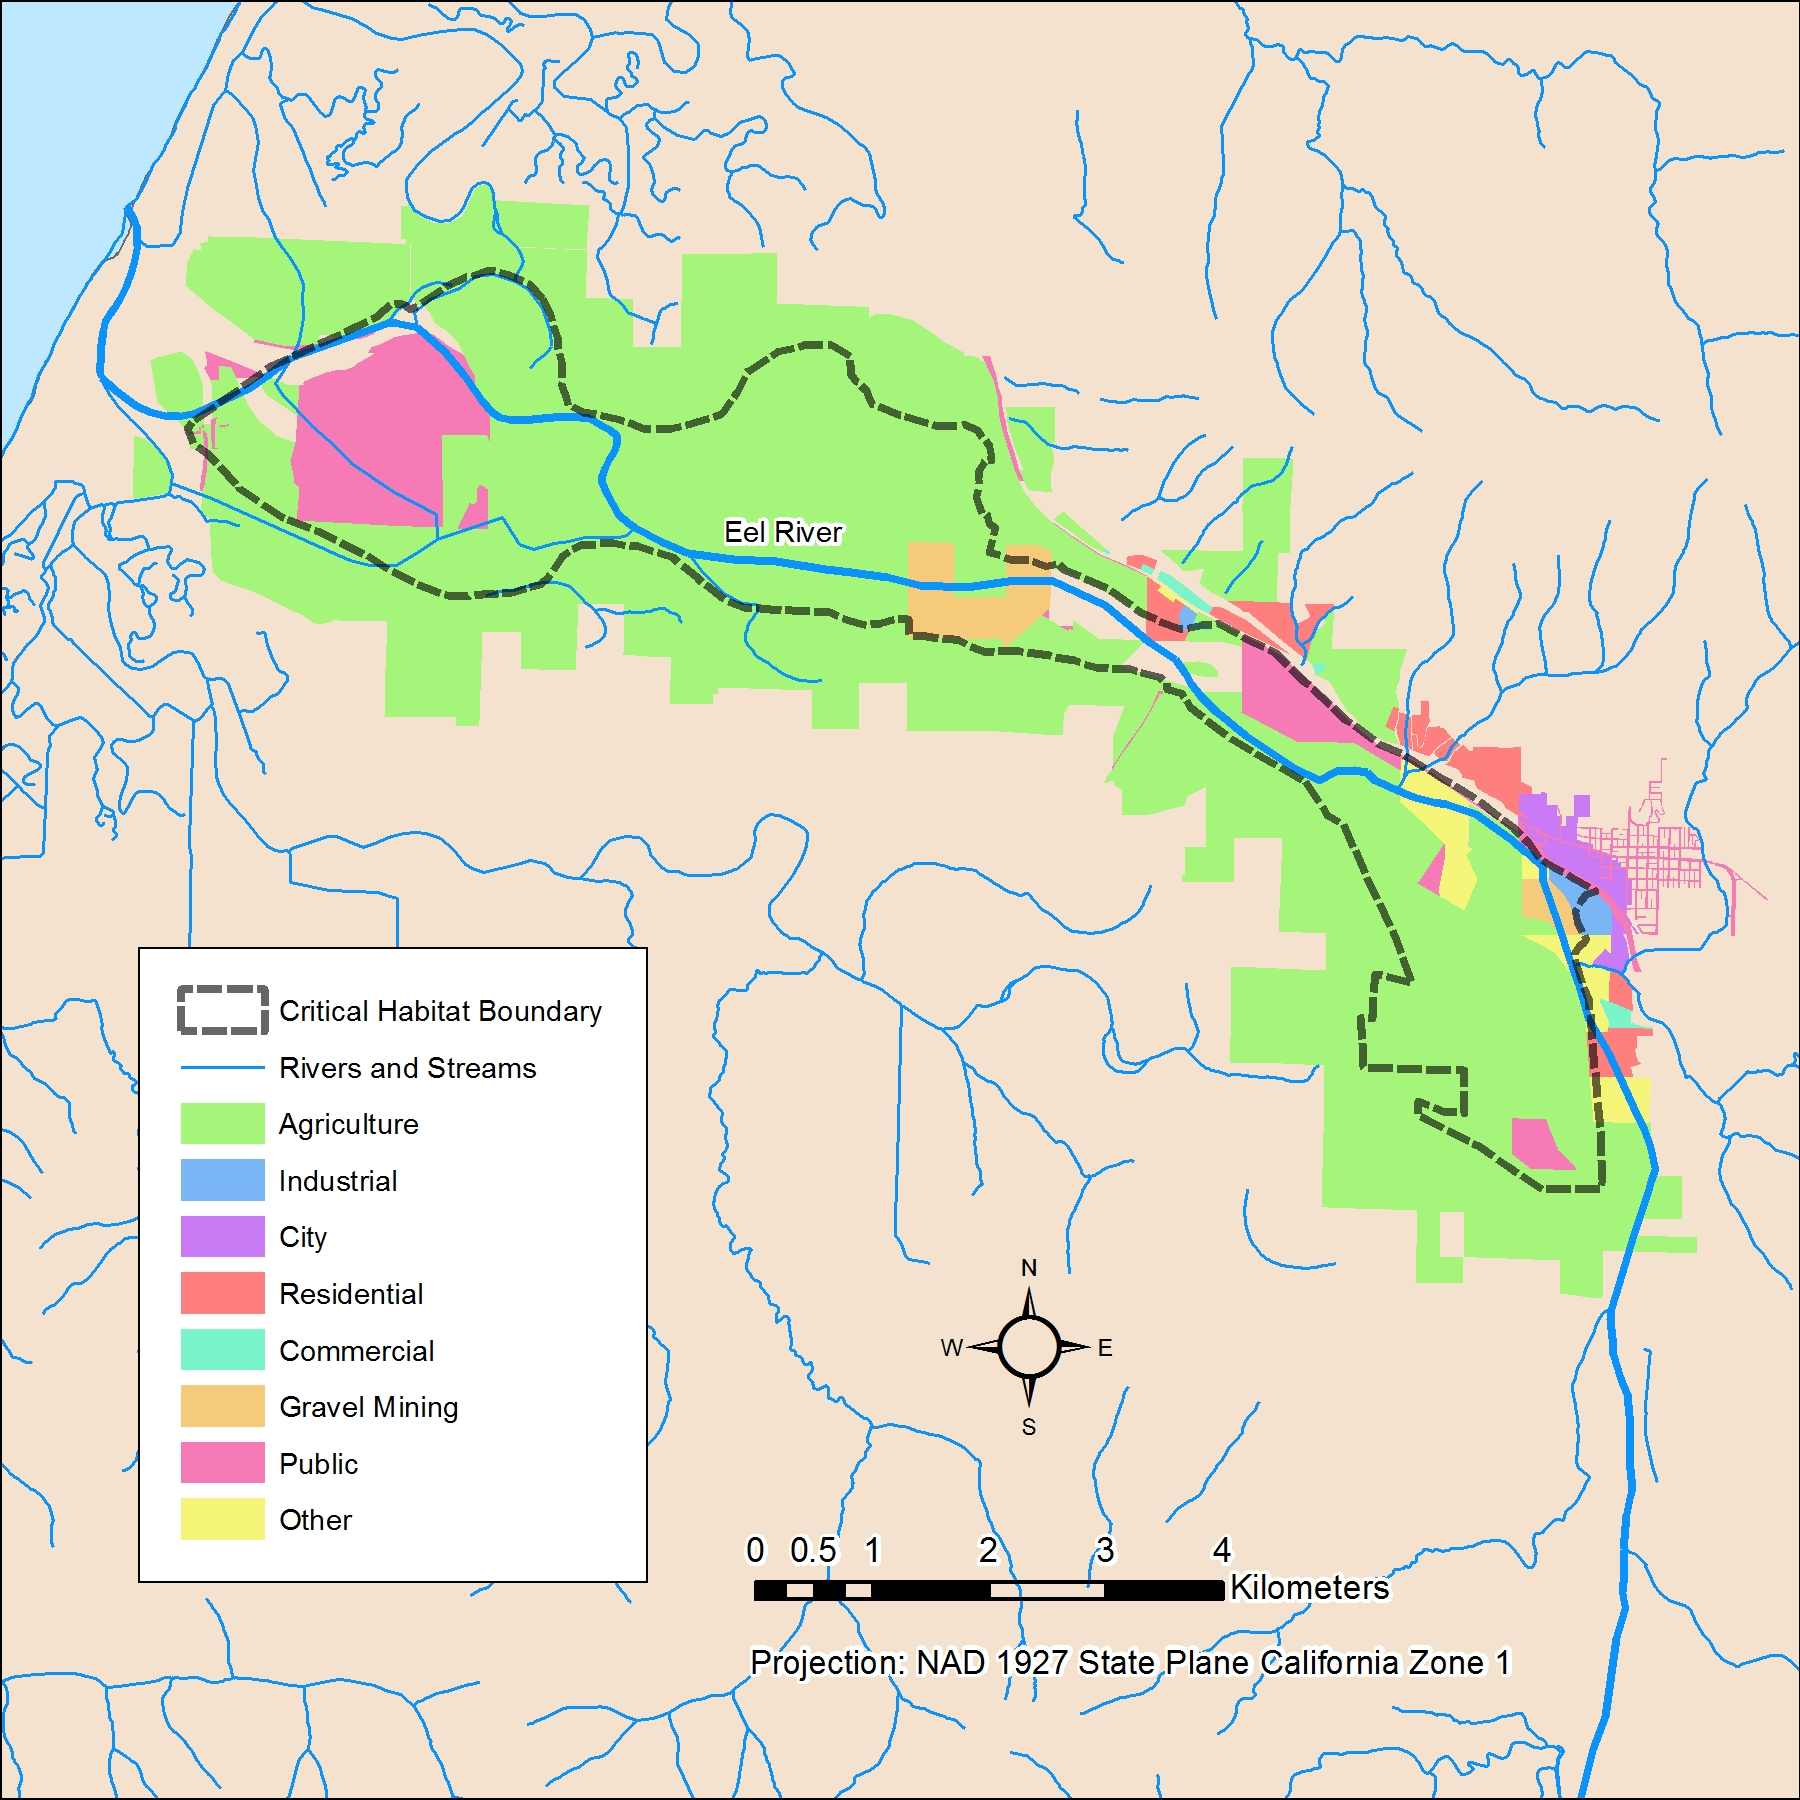 Eel River
Critical Habitat Boundary
Rivers and Streams
Agriculture
Industrial
City
Residential
Commercial
Gravel Mining
Public
Other
N
W E
S
0 0.5 1 2 3 4
Kilometers
Projection: NAD 1927 State Plane California Zone 1